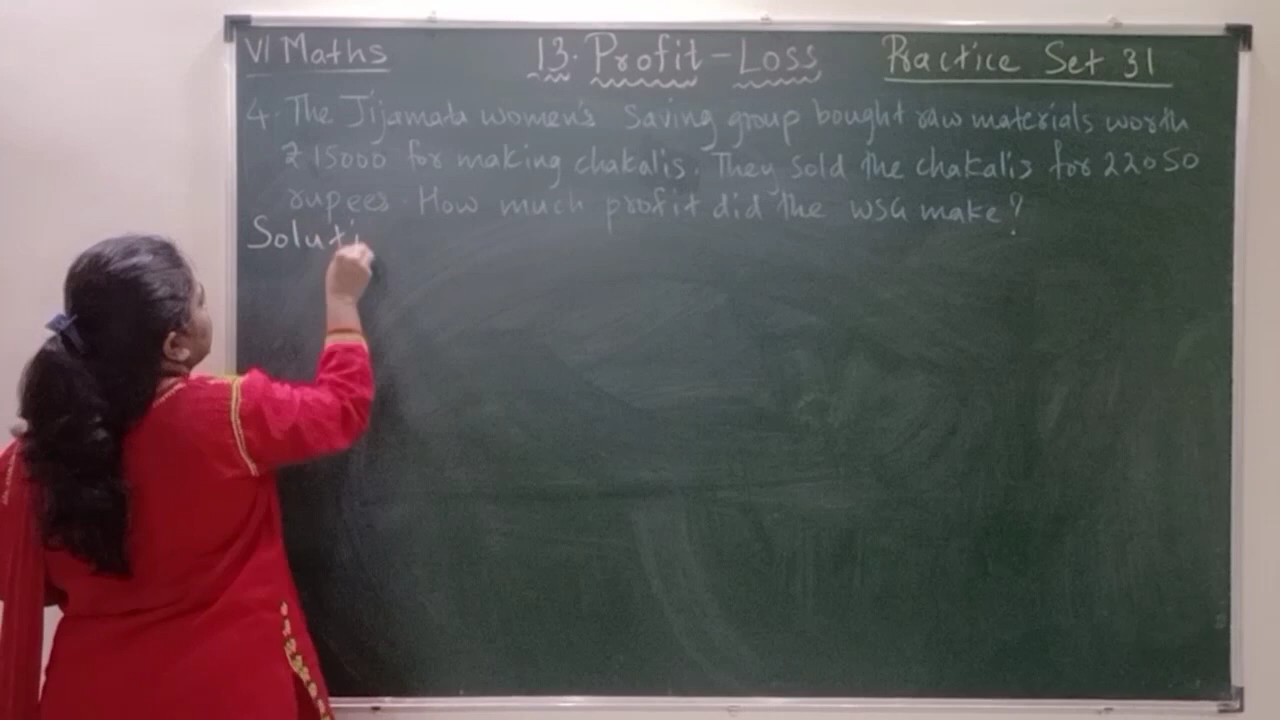 VI Maths
13. Profit - Loss
Practice Set 31
4. The Jijamata women's Saving group bought raw materials worth
₹ 15000 for making chakalis. They sold the chakalis for 22050
rupees. How much profit did the WSG make?
Soluti